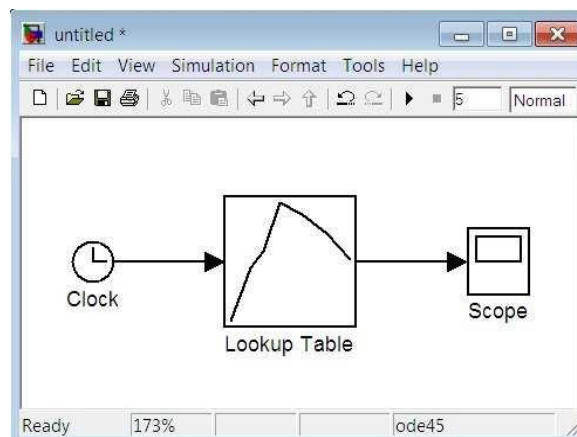 untitled *
File Edit View Simulation Format Tools Help
5 Normal
Clock
Lookup Table
Scope
Ready 173% ode45